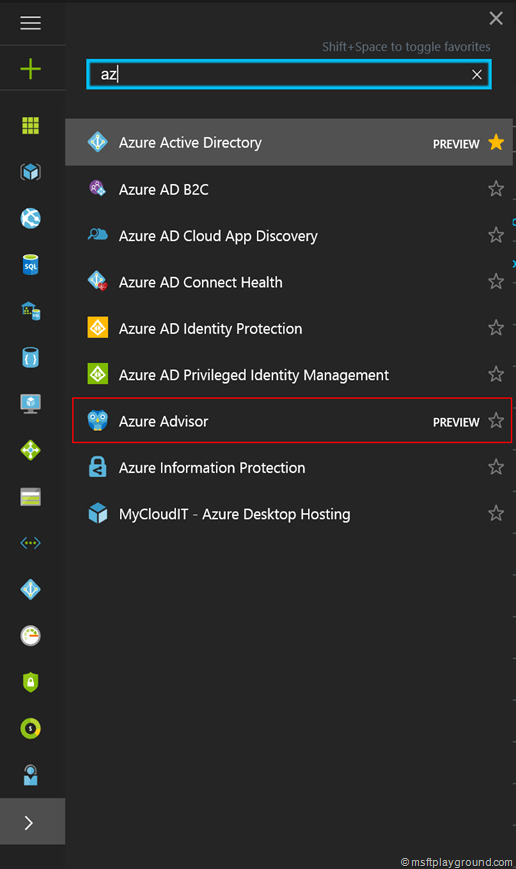 Shift+Space to toggle favorites
az
Azure Active Directory PREVIEW
Azure AD B2C
Azure AD Cloud App Discovery
Azure AD Connect Health
Azure AD Identity Protection
Azure AD Privileged Identity Management
Azure Advisor PREVIEW
Azure Information Protection
MyCloudIT - Azure Desktop Hosting
SQL
© msftplayground.com